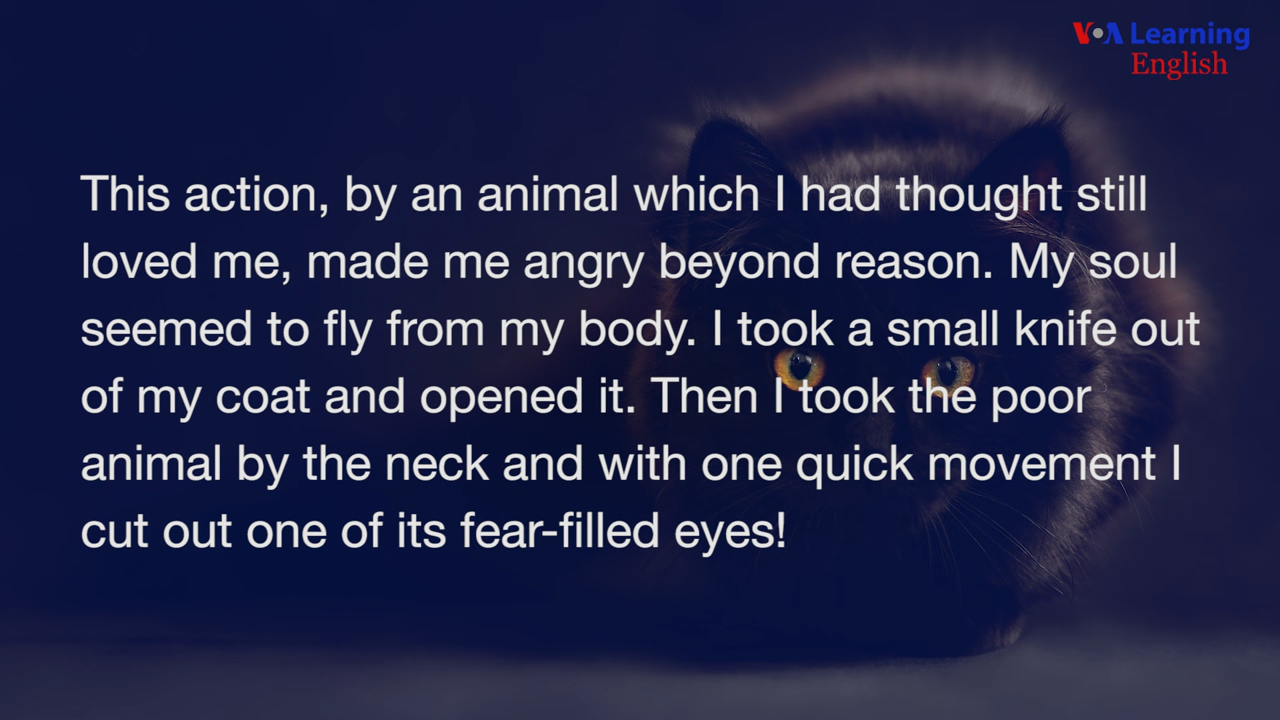 VOA Learning
English
This action, by an animal which I had thought still
loved me, made me angry beyond reason. My soul
seemed to fly from my body. I took a small knife out
of my coat and opened it. Then I took the poor
animal by the neck and with one quick movement I
cut out one of its fear-filled eyes!